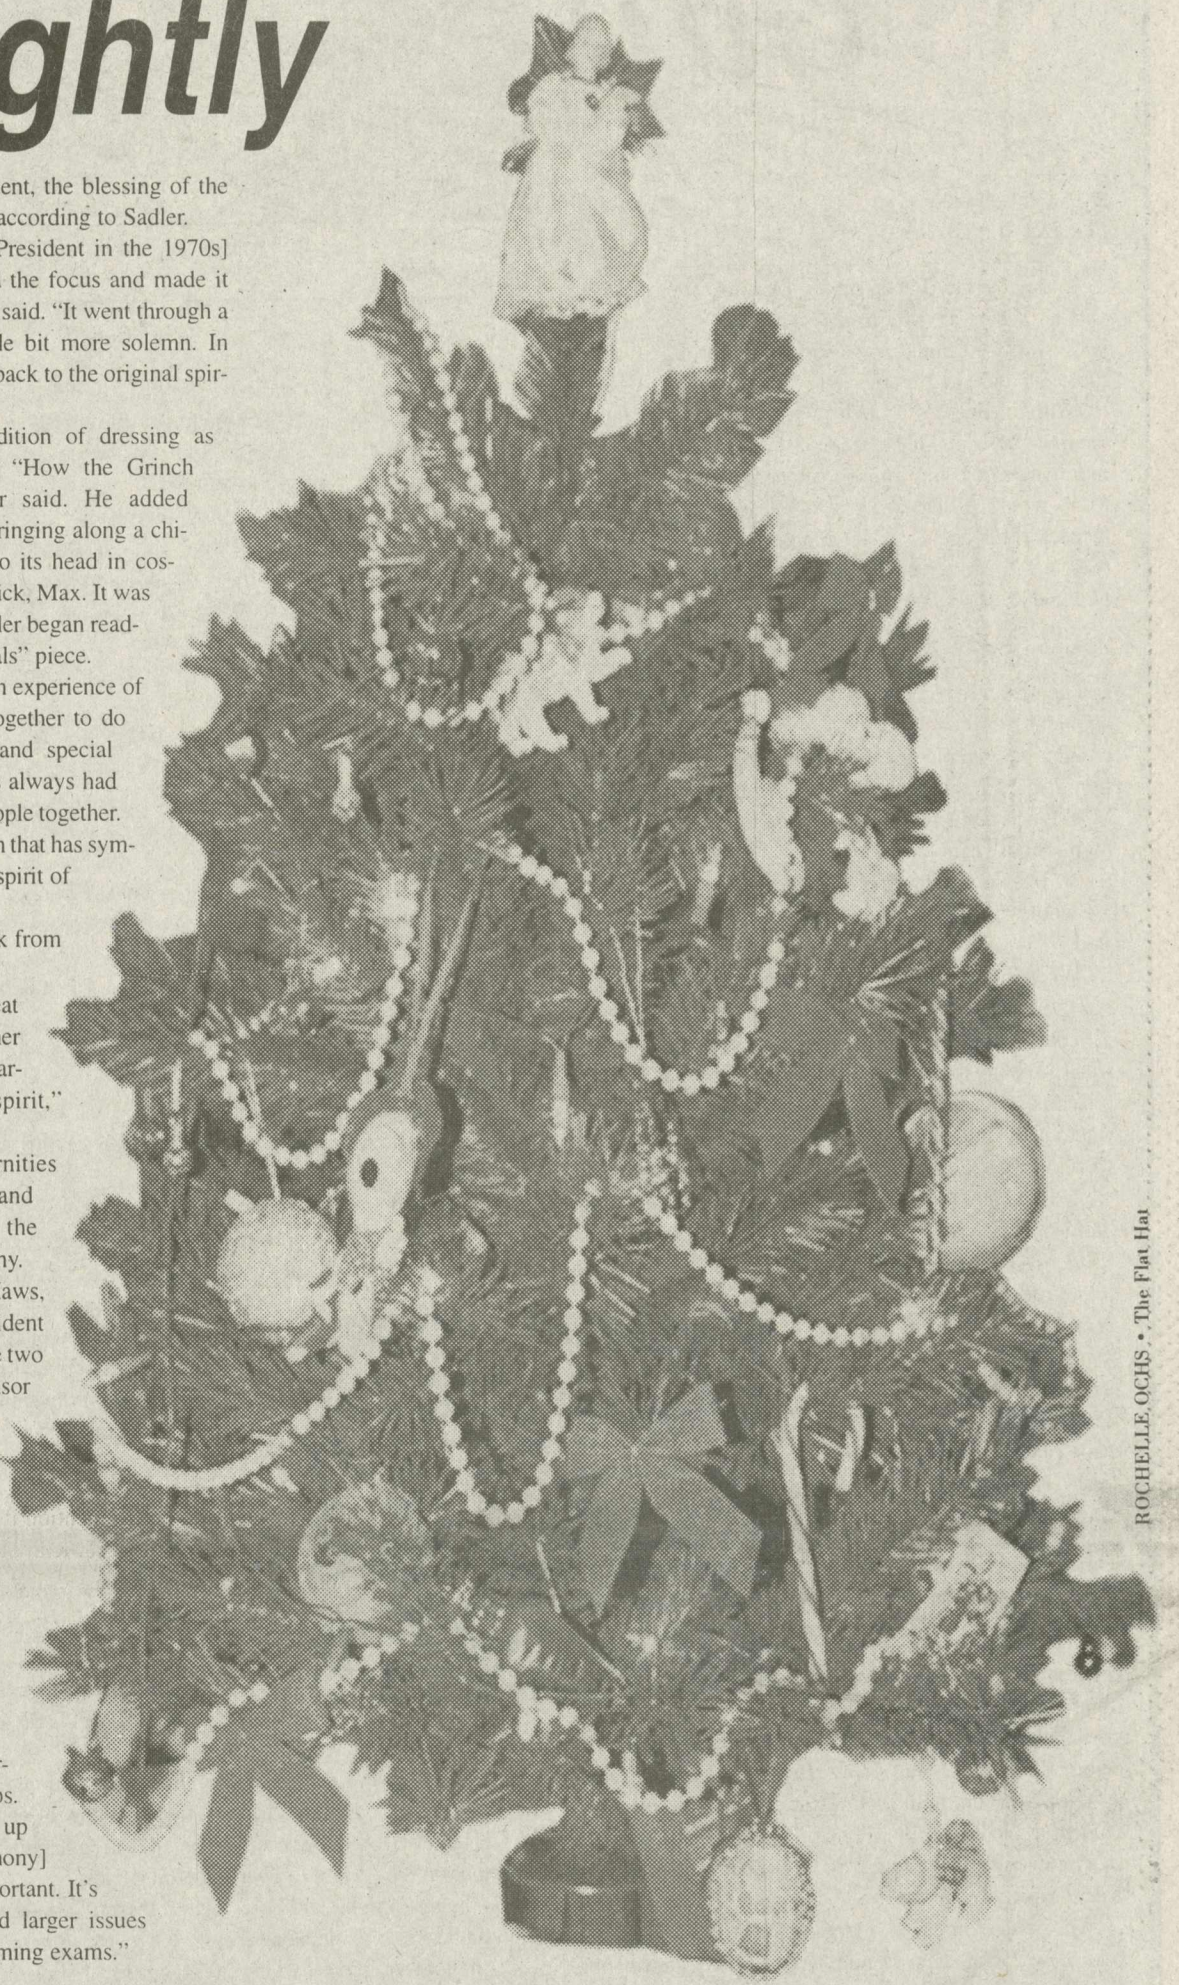 ghtly
ent, the blessing of the
according to Sadler.
President in the 1970s]
the focus and made it
said. “It went through a
le bit more solemn. In
back to the original spir-
dition of dressing as
“How the Grinch
r said. He added
ringing along a chi-
o its head in cos-
ick, Max. It was
ler began read-
als” piece.
n experience of
ogether to do
and special
always had
ople together.
n that has sym-
spirit of
k from
at
er
ar-
spirit,”
rnities
and
the
ny.
aws,
ident
two
sor
r-
os.
up
nony]
ortant. It's
d larger issues
ming exams.”
ROCHELLE OCHS • The Flat Hat